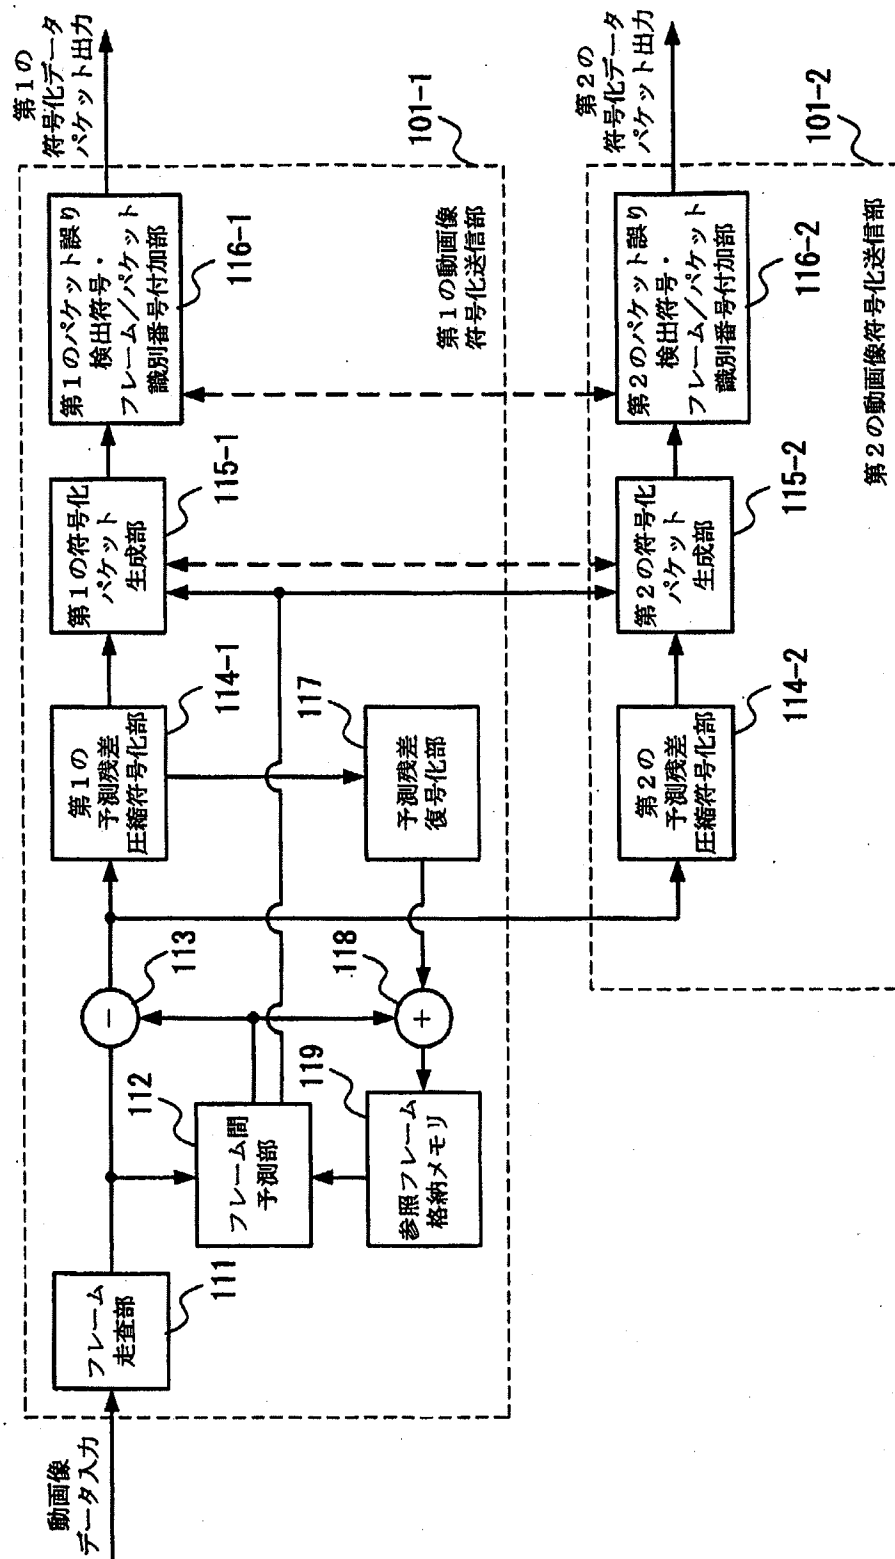 動画像
データ入力
フレーム
走査部
111
フレーム間
予測部
112
参照フレーム
格納メモリ
119
−
113
+
118
第1の
予測残差
圧縮符号化部
114-1
予測残差
復号化部
117
第1の符号化
パケット
生成部
115-1
第1のパケット誤り
検出符号・
フレーム/パケット
識別番号付加部
116-1
第1の動画像
符号化送信部
第1の
符号化データ
パケット出力
101-1
第2の
予測残差
圧縮符号化部
114-2
第2の符号化
パケット
生成部
115-2
第2のパケット誤り
検出符号・
フレーム/パケット
識別番号付加部
116-2
第2の動画像符号化送信部
第2の
符号化データ
パケット出力
101-2